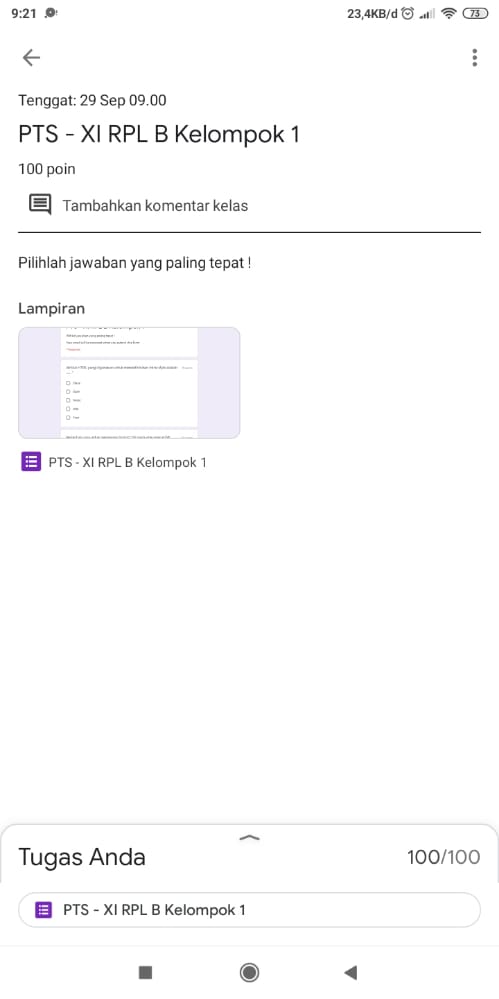 9:21
23,4KB/d
73
Tenggat: 29 Sep 09.00
PTS - XI RPL B Kelompok 1
100 poin
Tambahkan komentar kelas
Pilihlah jawaban yang paling tepat !
Lampiran
PTS - XI RPL B Kelompok 1
Tugas Anda
100/100
PTS - XI RPL B Kelompok 1